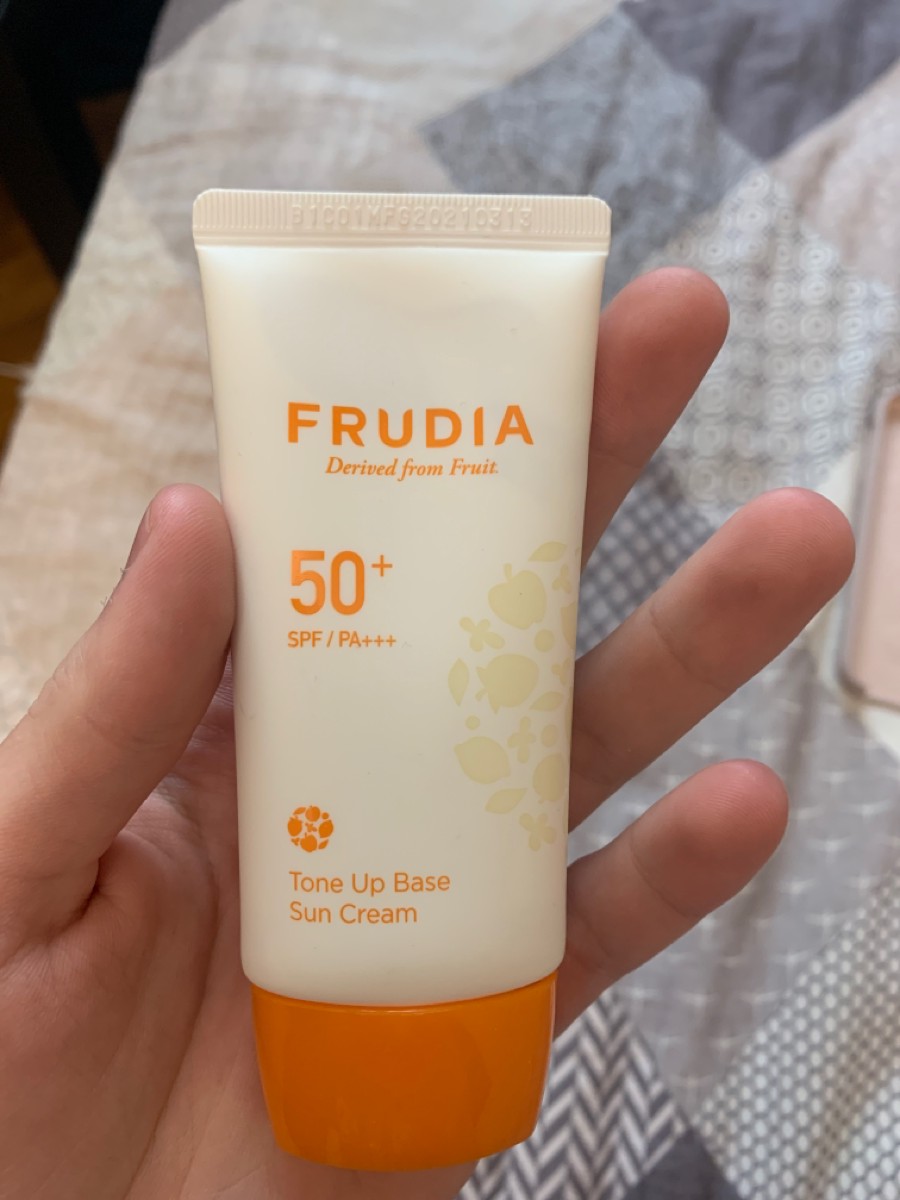 B1C01MFG20210313
FRUDIA
Derived from Fruit
50+
SPF / PA+++
Tone Up Base
Sun Cream